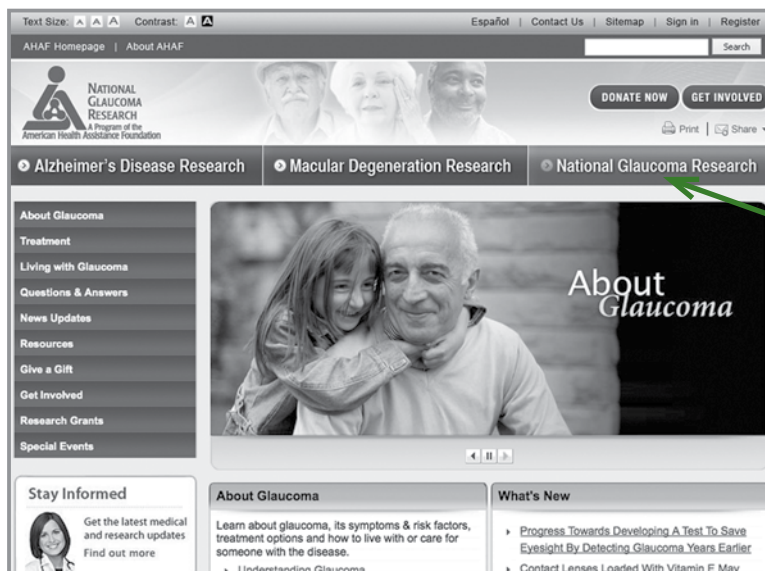 Text Size: A A A Contrast: A A
Español | Contact Us | Sitemap | Sign in | Register
AHAF Homepage | About AHAF
Search
NATIONAL
GLAUCOMA
RESEARCH
A Program of the
American Health Assistance Foundation
DONATE NOW
GET INVOLVED
Print | Share
Alzheimer's Disease Research
Macular Degeneration Research
National Glaucoma Research
About Glaucoma
Treatment
Living with Glaucoma
Questions & Answers
News Updates
Resources
Give a Gift
Get Involved
Research Grants
Special Events
About
Glaucoma
Stay Informed
Get the latest medical
and research updates
Find out more
About Glaucoma
Learn about glaucoma, its symptoms & risk factors,
treatment options and how to live with or care for
someone with the disease.
Understanding Glaucoma
What's New
Progress Towards Developing A Test To Save
Eyesight By Detecting Glaucoma Years Earlier
Contact Lenses Loaded With Vitamin E May